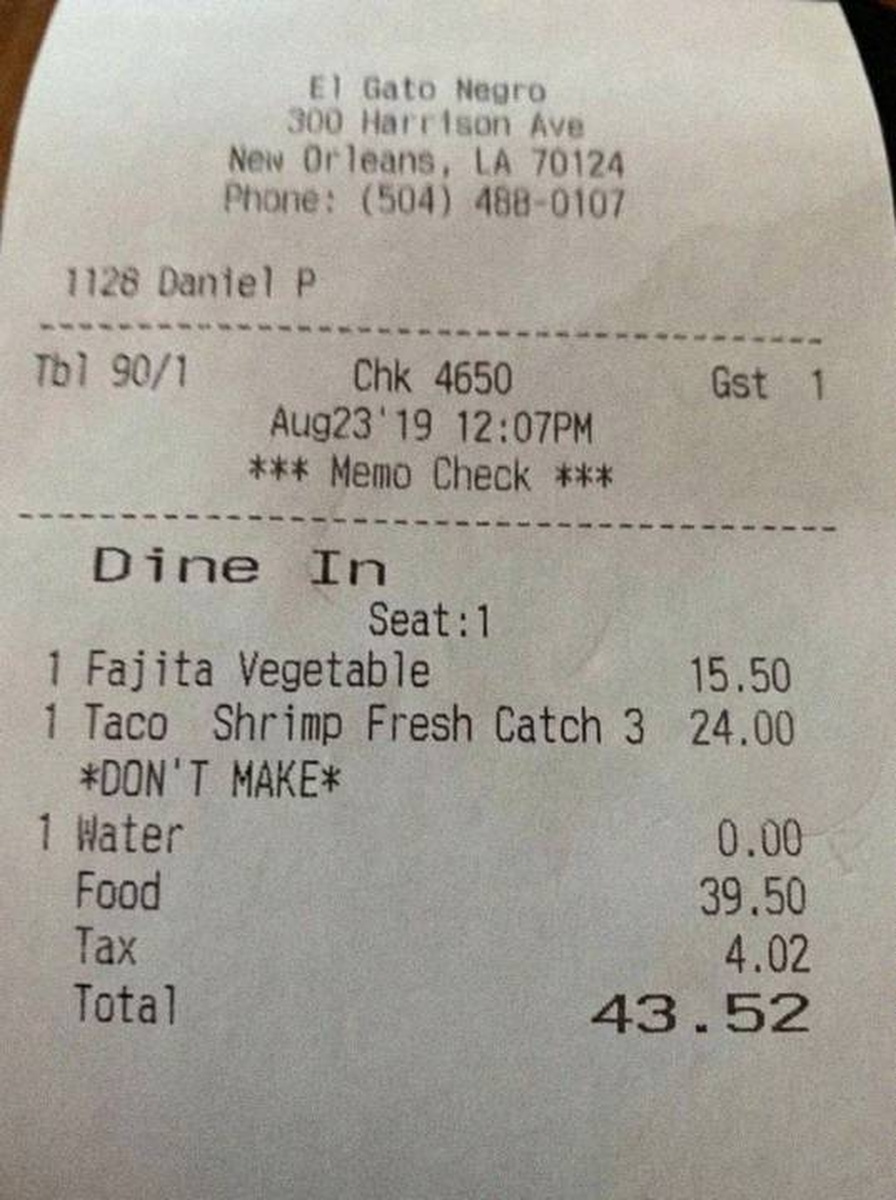 El Gato Negro
300 Harrison Ave
New Orleans, LA 70124
Phone: (504) 488-0107
1128 Daniel P
Tbl 90/1 Chk 4650 Gst 1
Aug23'19 12:07PM
*** Memo Check ***
Dine In
Seat:1
1 Fajita Vegetable 15.50
1 Taco Shrimp Fresh Catch 3 24.00
*DON'T MAKE*
1 Water 0.00
Food 39.50
Tax 4.02
Total 43.52